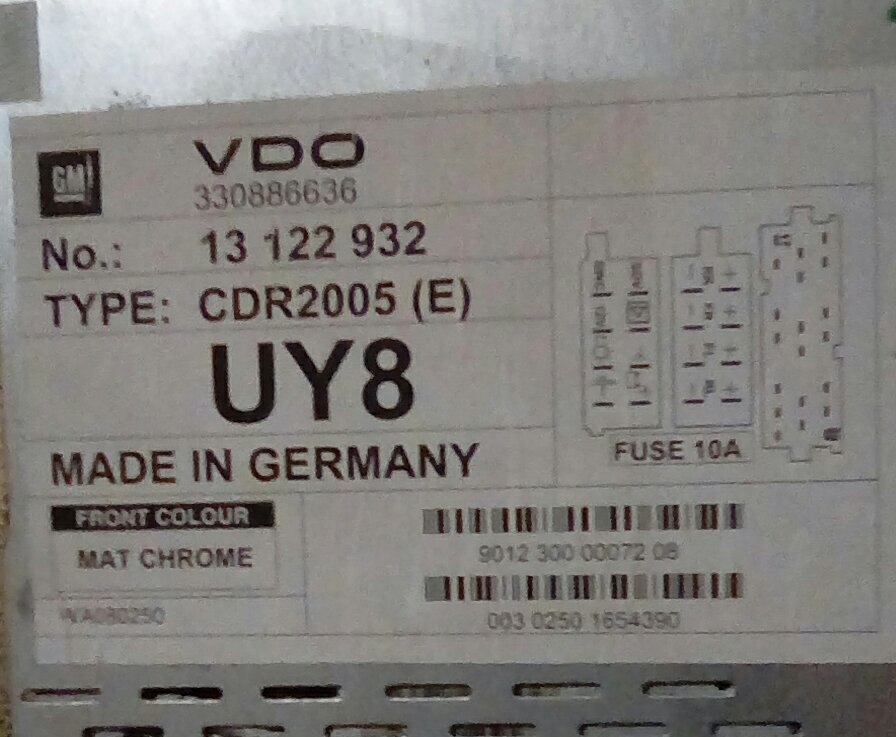 GM
VDO
330886636
No.: 13 122 932
TYPE: CDR2005 (E)
UY8
MADE IN GERMANY
FUSE 10A
FRONT COLOUR
MAT CHROME
9012 300 00072 08
003 0250 1654390